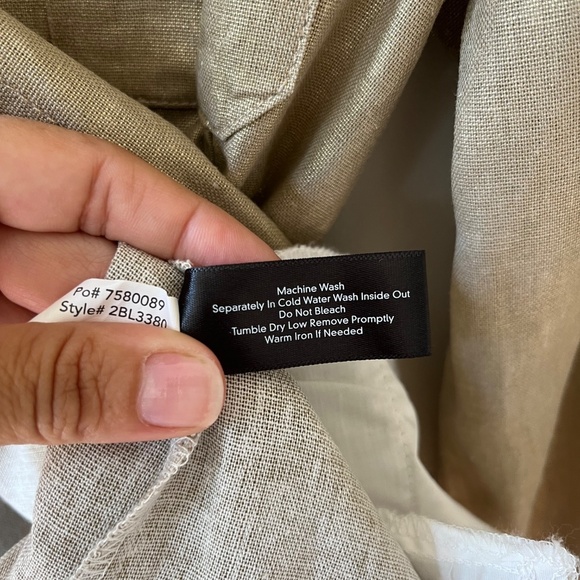 Po# 7580089
Style# 2BL3380
Machine Wash
Separately In Cold Water Wash Inside Out
Do Not Bleach
Tumble Dry Low Remove Promptly
Warm Iron If Needed